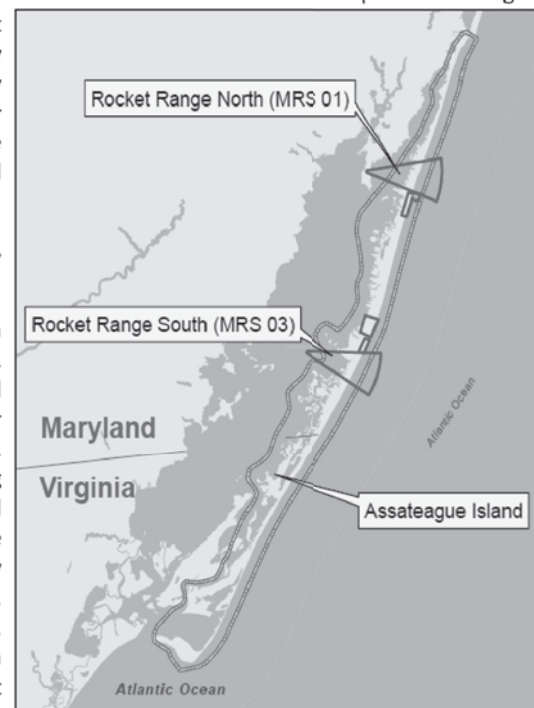 Rocket Range North (MRS 01)
Rocket Range South (MRS 03)
Maryland
Virginia
Atlantic Ocean
Assateague Island
Atlantic Ocean